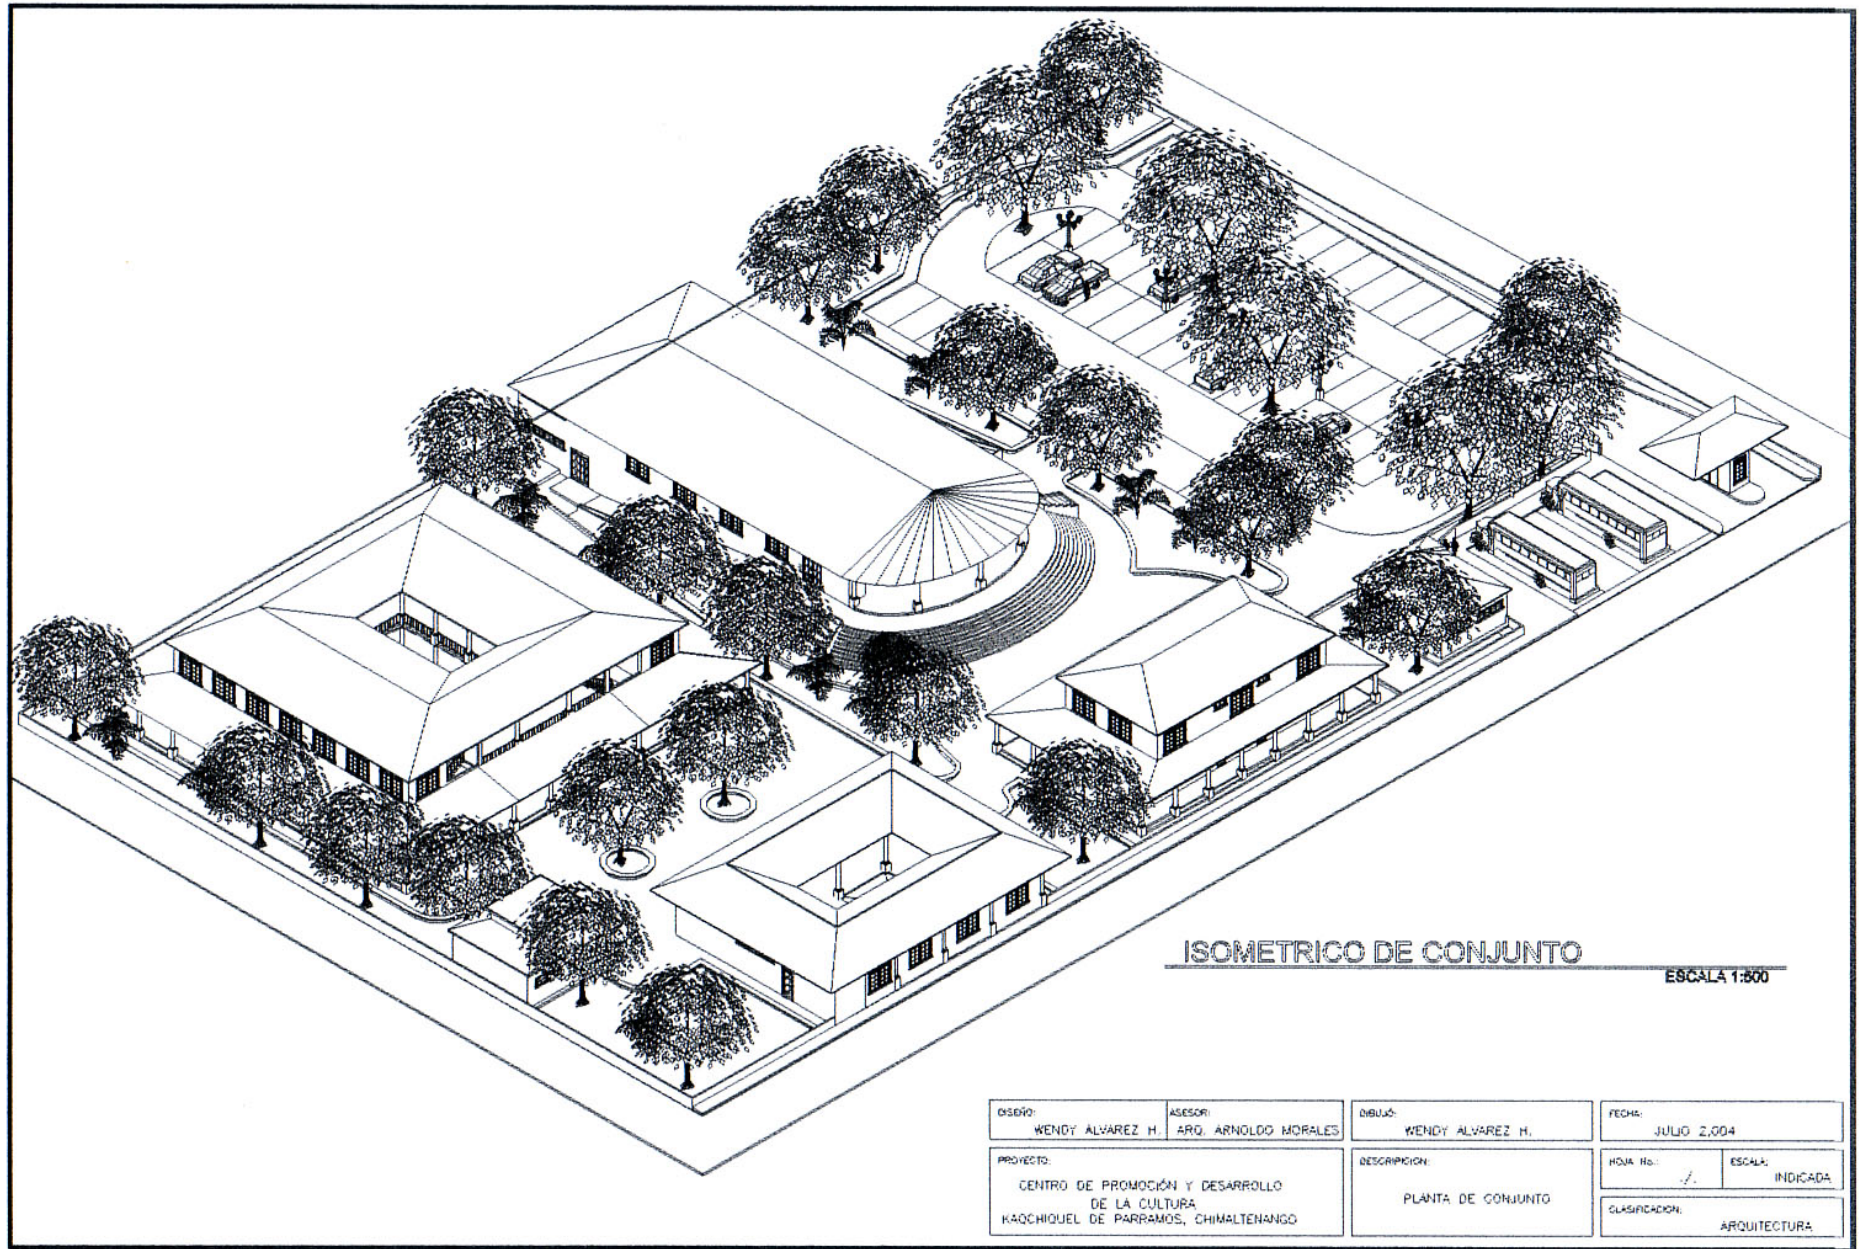 ISOMETRICO DE CONJUNTO
ESCALA 1:500
DISEÑO:
WENDY ALVAREZ H.
ASESOR:
ARQ. ARNOLDO MORALES
DIBUJO:
WENDY ALVAREZ H.
FECHA:
JULIO 2,004
PROYECTO:
CENTRO DE PROMOCIÓN Y DESARROLLO
DE LA CULTURA
KAQCHIQUEL DE PARRAMOS, CHIMALTENANGO
DESCRIPCION:
PLANTA DE CONJUNTO
HOJA No.:
ESCALA:
INDICADA
CLASIFICACION:
ARQUITECTURA